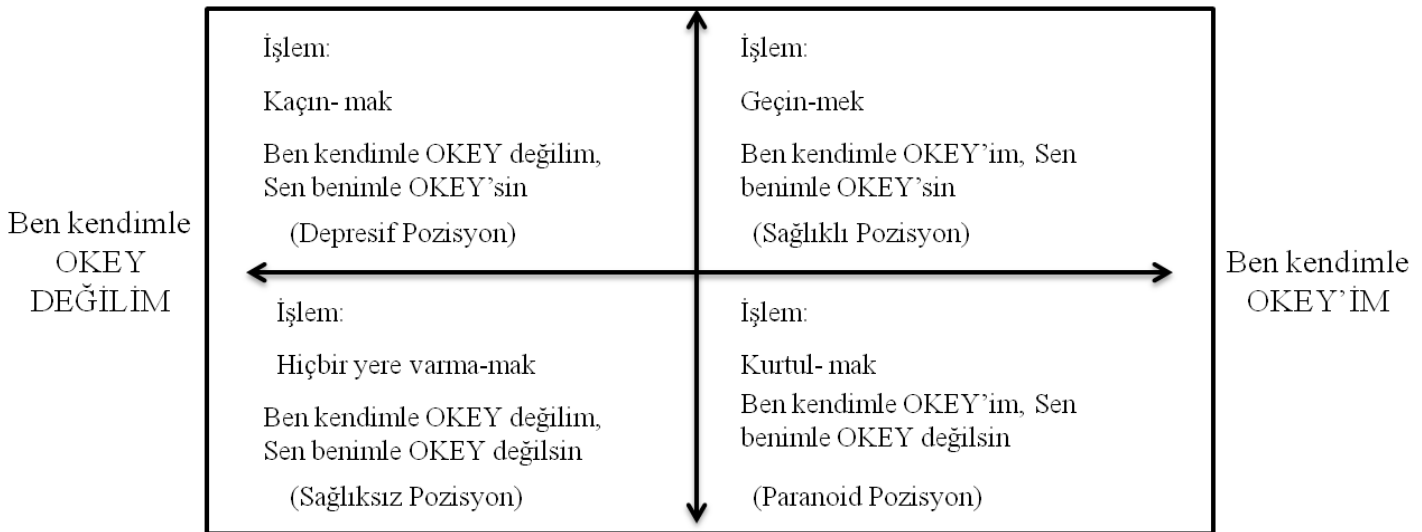 Ben kendimle
OKEY
DEĞİLİM
İşlem:
Kaçın- mak
Ben kendimle OKEY değilim,
Sen benimle OKEY’sin
(Depresif Pozisyon)
İşlem:
Geçin-mek
Ben kendimle OKEY’im, Sen
benimle OKEY’sin
(Sağlıklı Pozisyon)
İşlem:
Hiçbir yere varma-mak
Ben kendimle OKEY değilim,
Sen benimle OKEY değilsin
(Sağlıksız Pozisyon)
İşlem:
Kurtul- mak
Ben kendimle OKEY’im, Sen
benimle OKEY değilsin
(Paranoid Pozisyon)
Ben kendimle
OKEY’İM